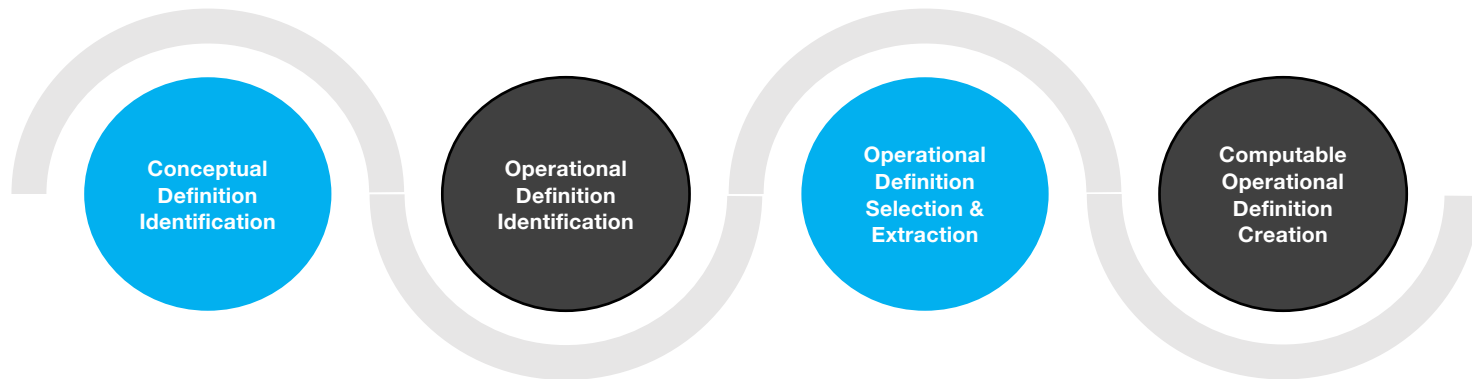 Conceptual
Definition
Identification
Operational
Definition
Identification
Operational
Definition
Selection &
Extraction
Computable
Operational
Definition
Creation